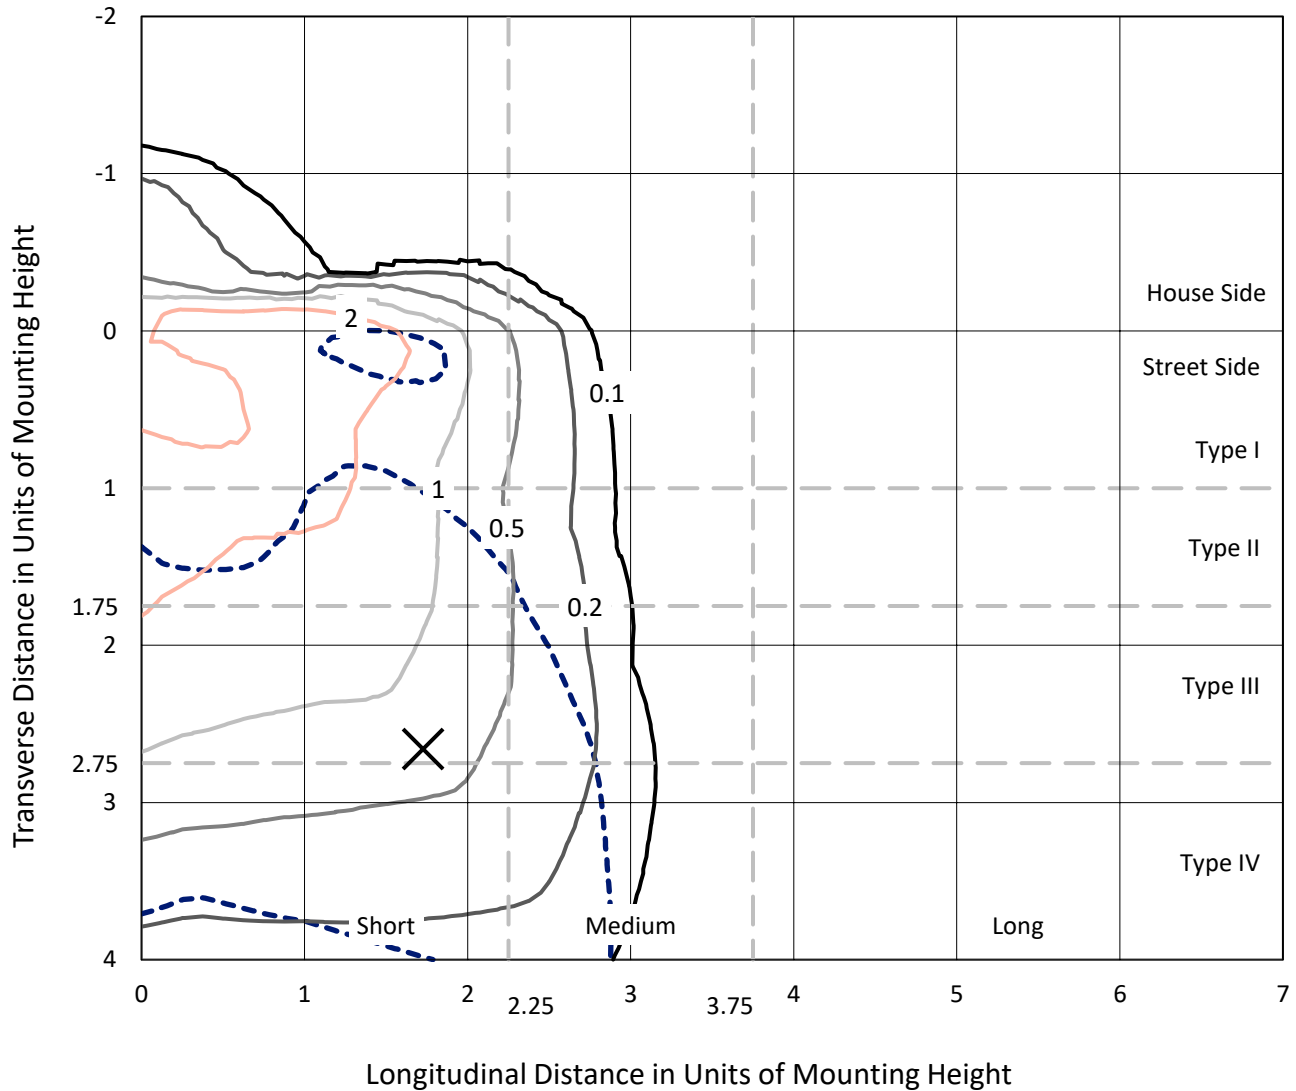 -2
-1
0
1
1.75
2
2.75
3
4
Transverse Distance in Units of Mounting Height
House Side
Street Side
Type I
Type II
Type III
Type IV
2
0.1
1
0.5
0.2
Short
Medium
Long
0
1
2
2.25
3
3.75
4
5
6
7
Longitudinal Distance in Units of Mounting Height